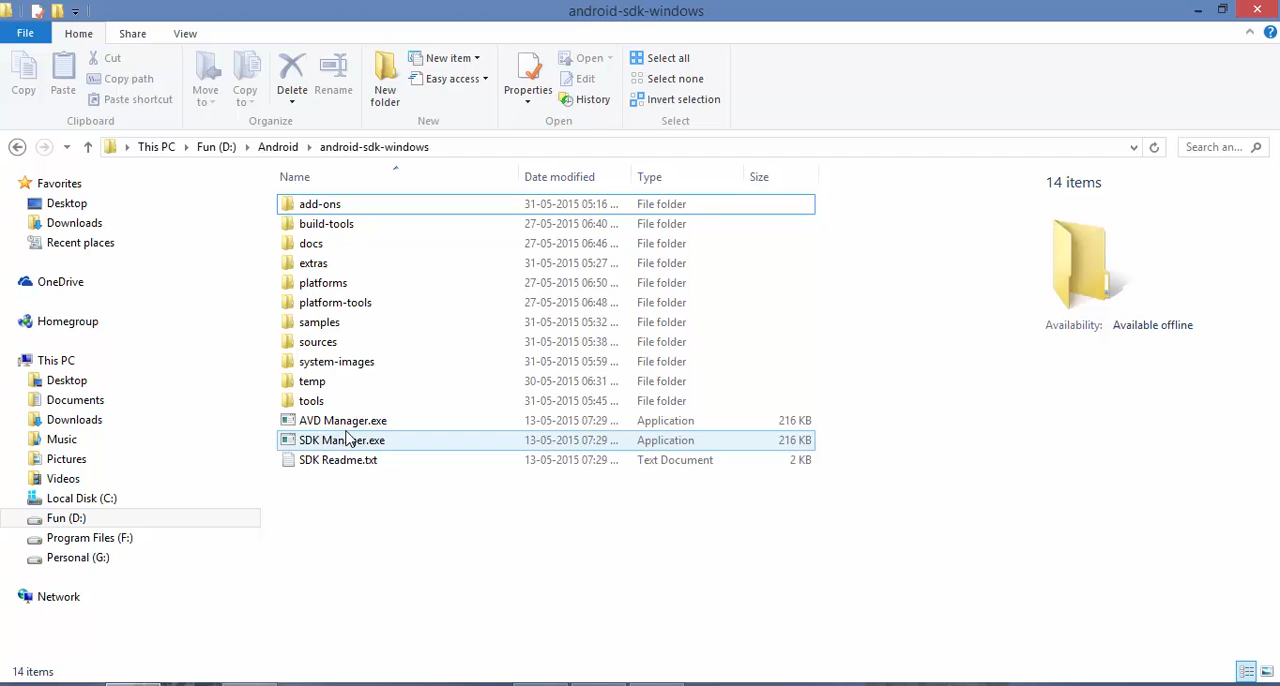 android-sdk-windows
File Home Share View
Copy Paste Cut Copy path Paste shortcut Move to Copy to Delete Rename New folder New item Easy access Properties Open Edit History Select all Select none Invert selection
Clipboard Organize New Open Select
This PC Fun (D:) Android android-sdk-windows Search an...
Name Date modified Type Size
add-ons 31-05-2015 05:16 ... File folder
build-tools 27-05-2015 06:40 ... File folder
docs 27-05-2015 06:46 ... File folder
extras 31-05-2015 05:27 ... File folder
platforms 27-05-2015 06:50 ... File folder
platform-tools 27-05-2015 06:48 ... File folder
samples 31-05-2015 05:32 ... File folder
sources 31-05-2015 05:38 ... File folder
system-images 31-05-2015 05:59 ... File folder
temp 30-05-2015 06:31 ... File folder
tools 31-05-2015 05:45 ... File folder
AVD Manager.exe 13-05-2015 07:29 ... Application 216 KB
SDK Manager.exe 13-05-2015 07:29 ... Application 216 KB
SDK Readme.txt 13-05-2015 07:29 ... Text Document 2 KB
Favorites
Desktop
Downloads
Recent places
OneDrive
Homegroup
This PC
Desktop
Documents
Downloads
Music
Pictures
Videos
Local Disk (C:)
Fun (D:)
Program Files (F:)
Personal (G:)
Network
14 items
Availability: Available offline
14 items